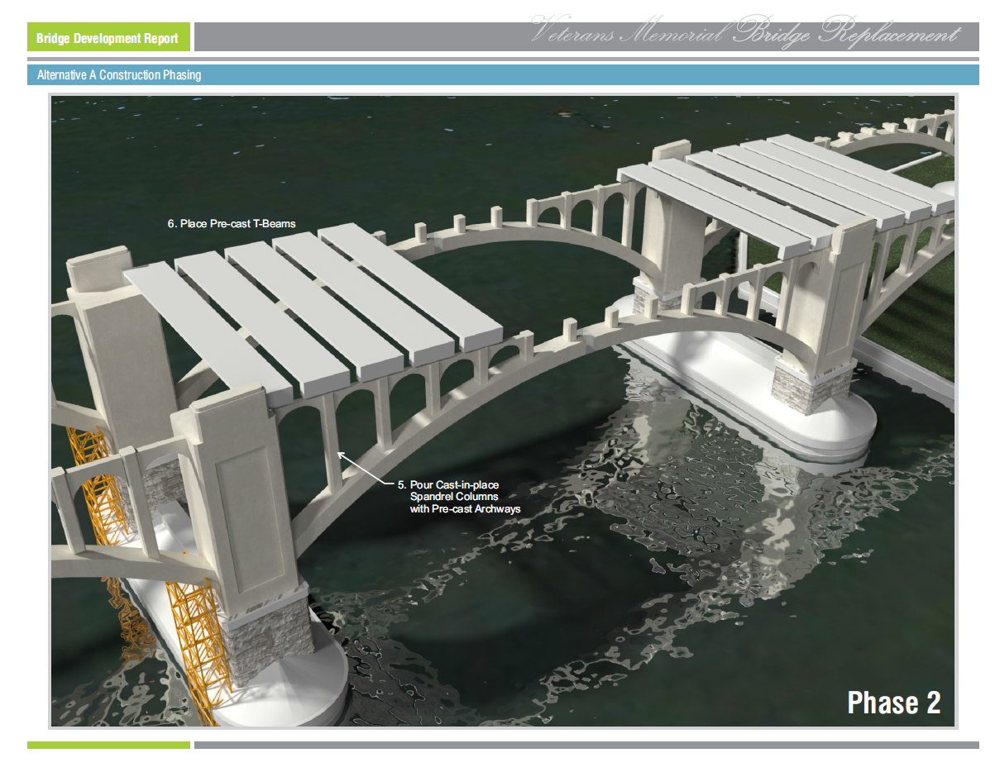 Bridge Development Report
Veterans Memorial Bridge Replacement
Alternative A Construction Phasing
6. Place Pre-cast T-Beams
5. Pour Cast-in-place
Spandrel Columns
with Pre-cast Archways
Phase 2